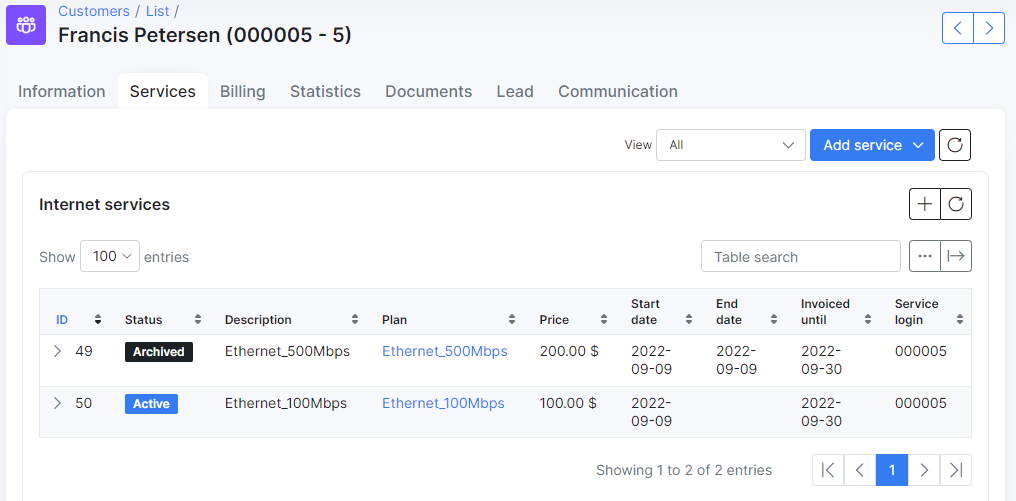 Customers / List /
Francis Petersen (000005 - 5)
Information Services Billing Statistics Documents Lead Communication
View All Add service
Internet services
Show 100 entries Table search ...
ID Status Description Plan Price Start date End date Invoiced until Service login
49 Archived Ethernet_500Mbps Ethernet_500Mbps 200.00 $ 2022-09-09 2022-09-09 2022-09-30 000005
50 Active Ethernet_100Mbps Ethernet_100Mbps 100.00 $ 2022-09-09 2022-09-30 000005
Showing 1 to 2 of 2 entries 1